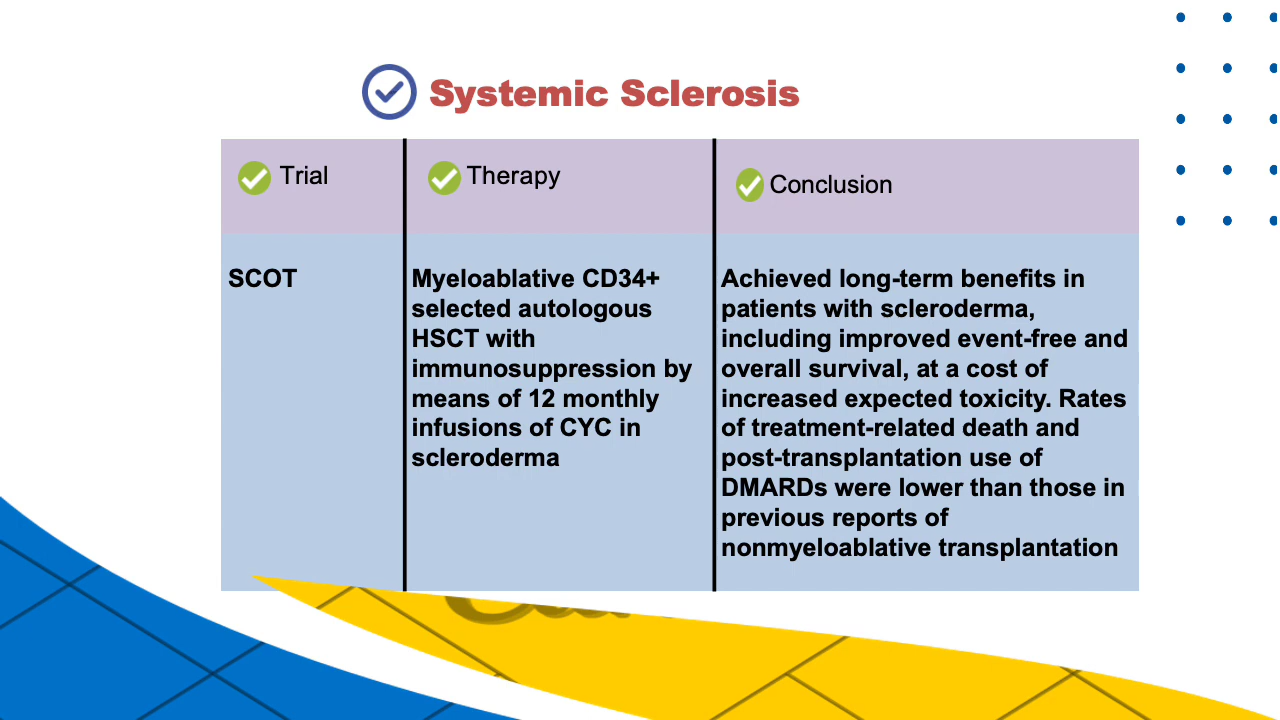 Systemic Sclerosis
Trial
Therapy
Conclusion
SCOT
Myeloablative CD34+
selected autologous
HSCT with
immunosuppression by
means of 12 monthly
infusions of CYC in
scleroderma
Achieved long-term benefits in
patients with scleroderma,
including improved event-free and
overall survival, at a cost of
increased expected toxicity. Rates
of treatment-related death and
post-transplantation use of
DMARDs were lower than those in
previous reports of
nonmyeloablative transplantation